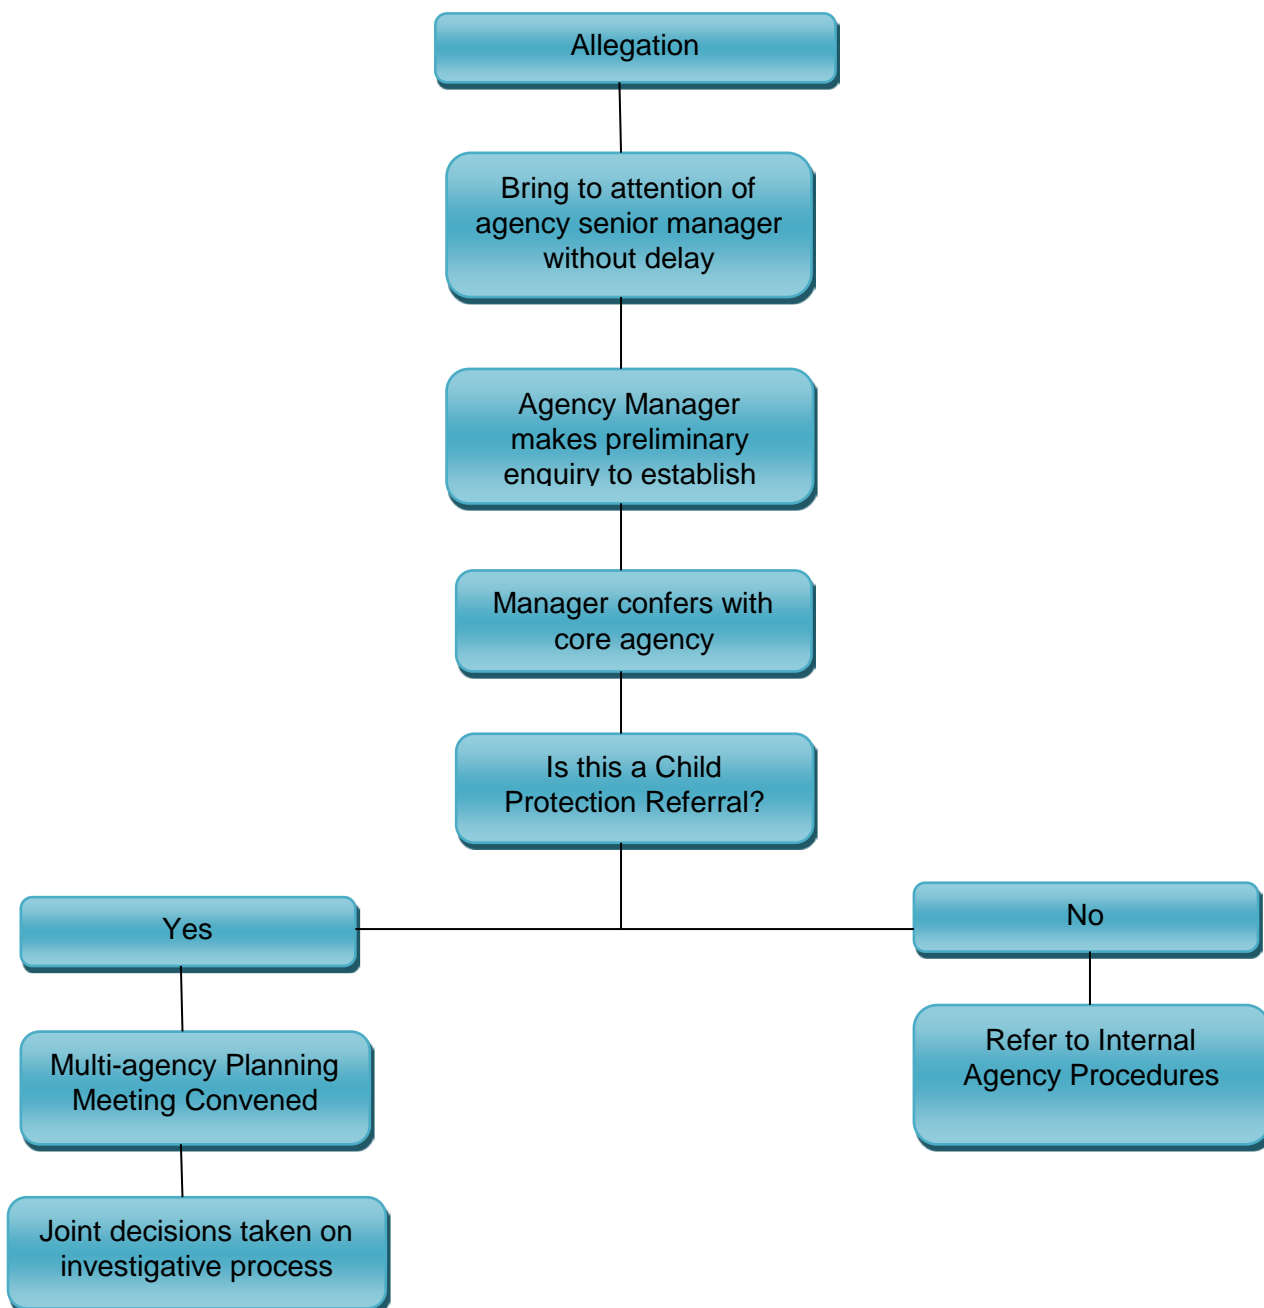 Allegation
Bring to attention of
agency senior manager
without delay
Agency Manager
makes preliminary
enquiry to establish
Manager confers with
core agency
Is this a Child
Protection Referral?
Yes
No
Multi-agency Planning
Meeting Convened
Refer to Internal
Agency Procedures
Joint decisions taken on
investigative process